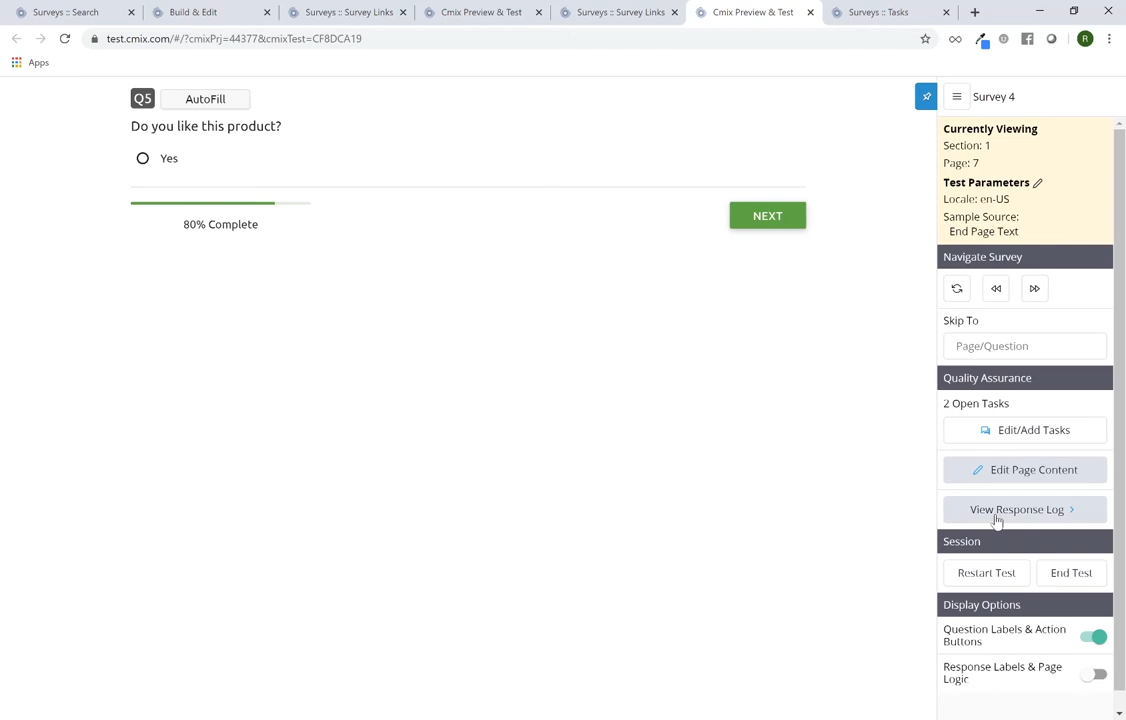 Surveys :: Search
Build & Edit
Surveys :: Survey Links
Cmix Preview & Test
Surveys :: Survey Links
Cmix Preview & Test
Surveys :: Tasks
test.cmix.com/#/?cmixPrj=44377&cmixTest=CF8DCA19
R
Apps
Q5
AutoFill
Do you like this product?
Yes
80% Complete
NEXT
Survey 4
Currently Viewing
Section: 1
Page: 7
Test Parameters
Locale: en-US
Sample Source:
End Page Text
Navigate Survey
Skip To
Page/Question
Quality Assurance
2 Open Tasks
Edit/Add Tasks
Edit Page Content
View Response Log
Session
Restart Test
End Test
Display Options
Question Labels & Action
Buttons
Response Labels & Page
Logic